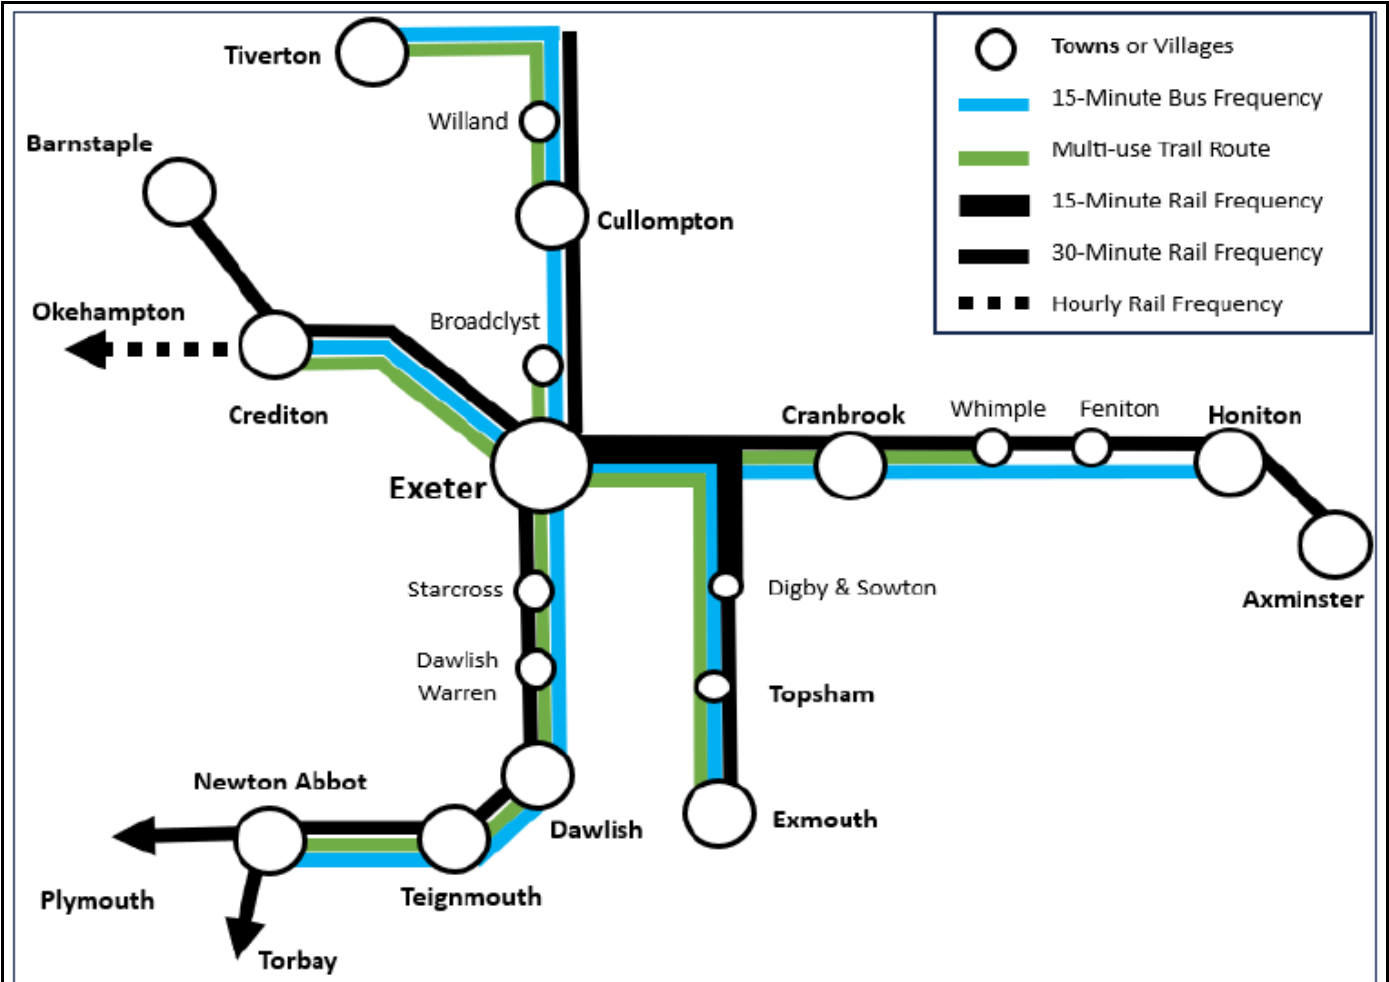 Towns or Villages
15-Minute Bus Frequency
Multi-use Trail Route
15-Minute Rail Frequency
30-Minute Rail Frequency
Hourly Rail Frequency
Tiverton
Willand
Barnstaple
Cullompton
Okehampton
Broadclyst
Crediton
Cranbrook
Whimple
Feniton
Honiton
Exeter
Starcross
Digby & Sowton
Axminster
Dawlish
Warren
Topsham
Newton Abbot
Dawlish
Exmouth
Plymouth
Teignmouth
Torbay